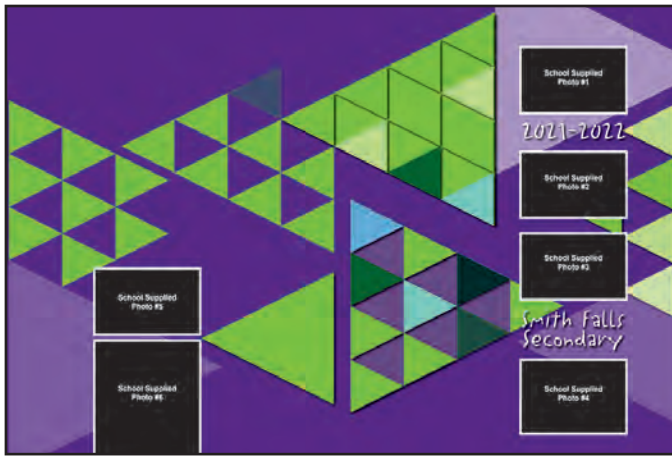 School Supplied
Photo #1
2021-2022
School Supplied
Photo #2
School Supplied
Photo #3
Smith Falls
Secondary
School Supplied
Photo #4
School Supplied
Photo #5
School Supplied
Photo #6